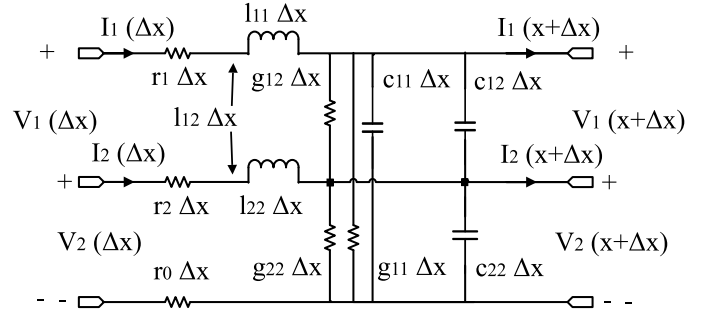 l11 Δx
I1 (Δx) I1 (x+Δx)
+ +
r1 Δx g12 Δx c11 Δx c12 Δx
V1 (Δx) l12 Δx V1 (x+Δx)
I2 (Δx) I2 (x+Δx)
+ +
r2 Δx l22 Δx
V2 (Δx) V2 (x+Δx)
r0 Δx g22 Δx g11 Δx c22 Δx
- - - -